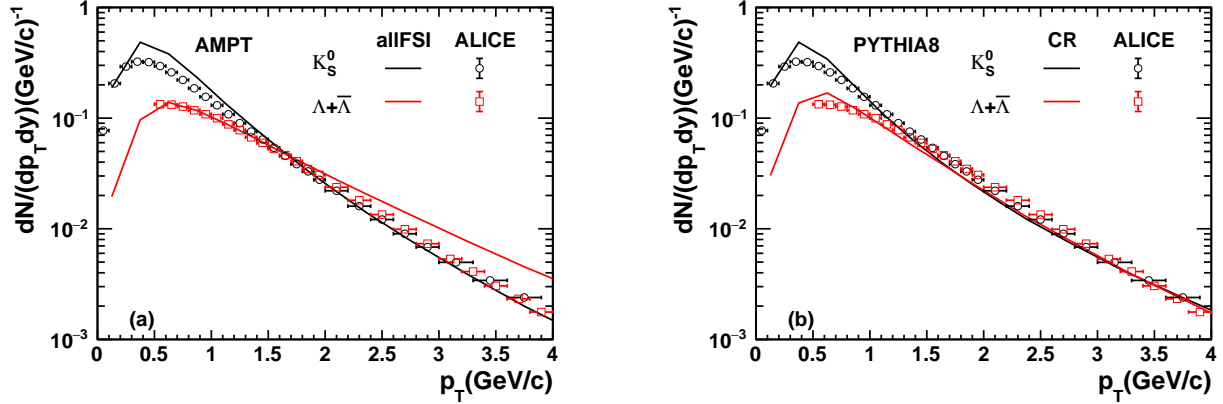 dN/(dp_T dy)(GeV/c)^-1
1
10^-1
10^-2
10^-3
AMPT allFSI ALICE
K_S^0
Λ+Λ̅
(a)
0 0.5 1 1.5 2 2.5 3 3.5 4
p_T(GeV/c)
dN/(dp_T dy)(GeV/c)^-1
1
10^-1
10^-2
10^-3
PYTHIA8 CR ALICE
K_S^0
Λ+Λ̅
(b)
0 0.5 1 1.5 2 2.5 3 3.5 4
p_T(GeV/c)